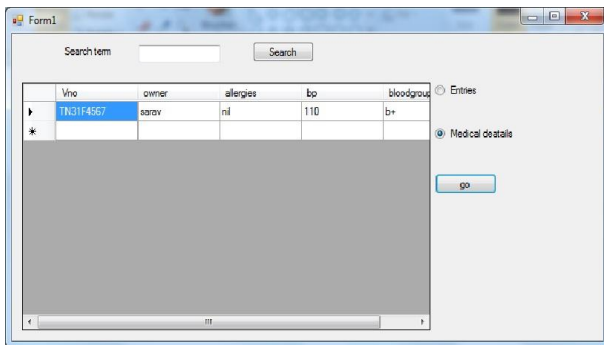 Form1
Search term Search
Vno owner allergies bp bloodgroup
TN31F4567 sarav nil 110 b+
Entries
Medical deatails
go